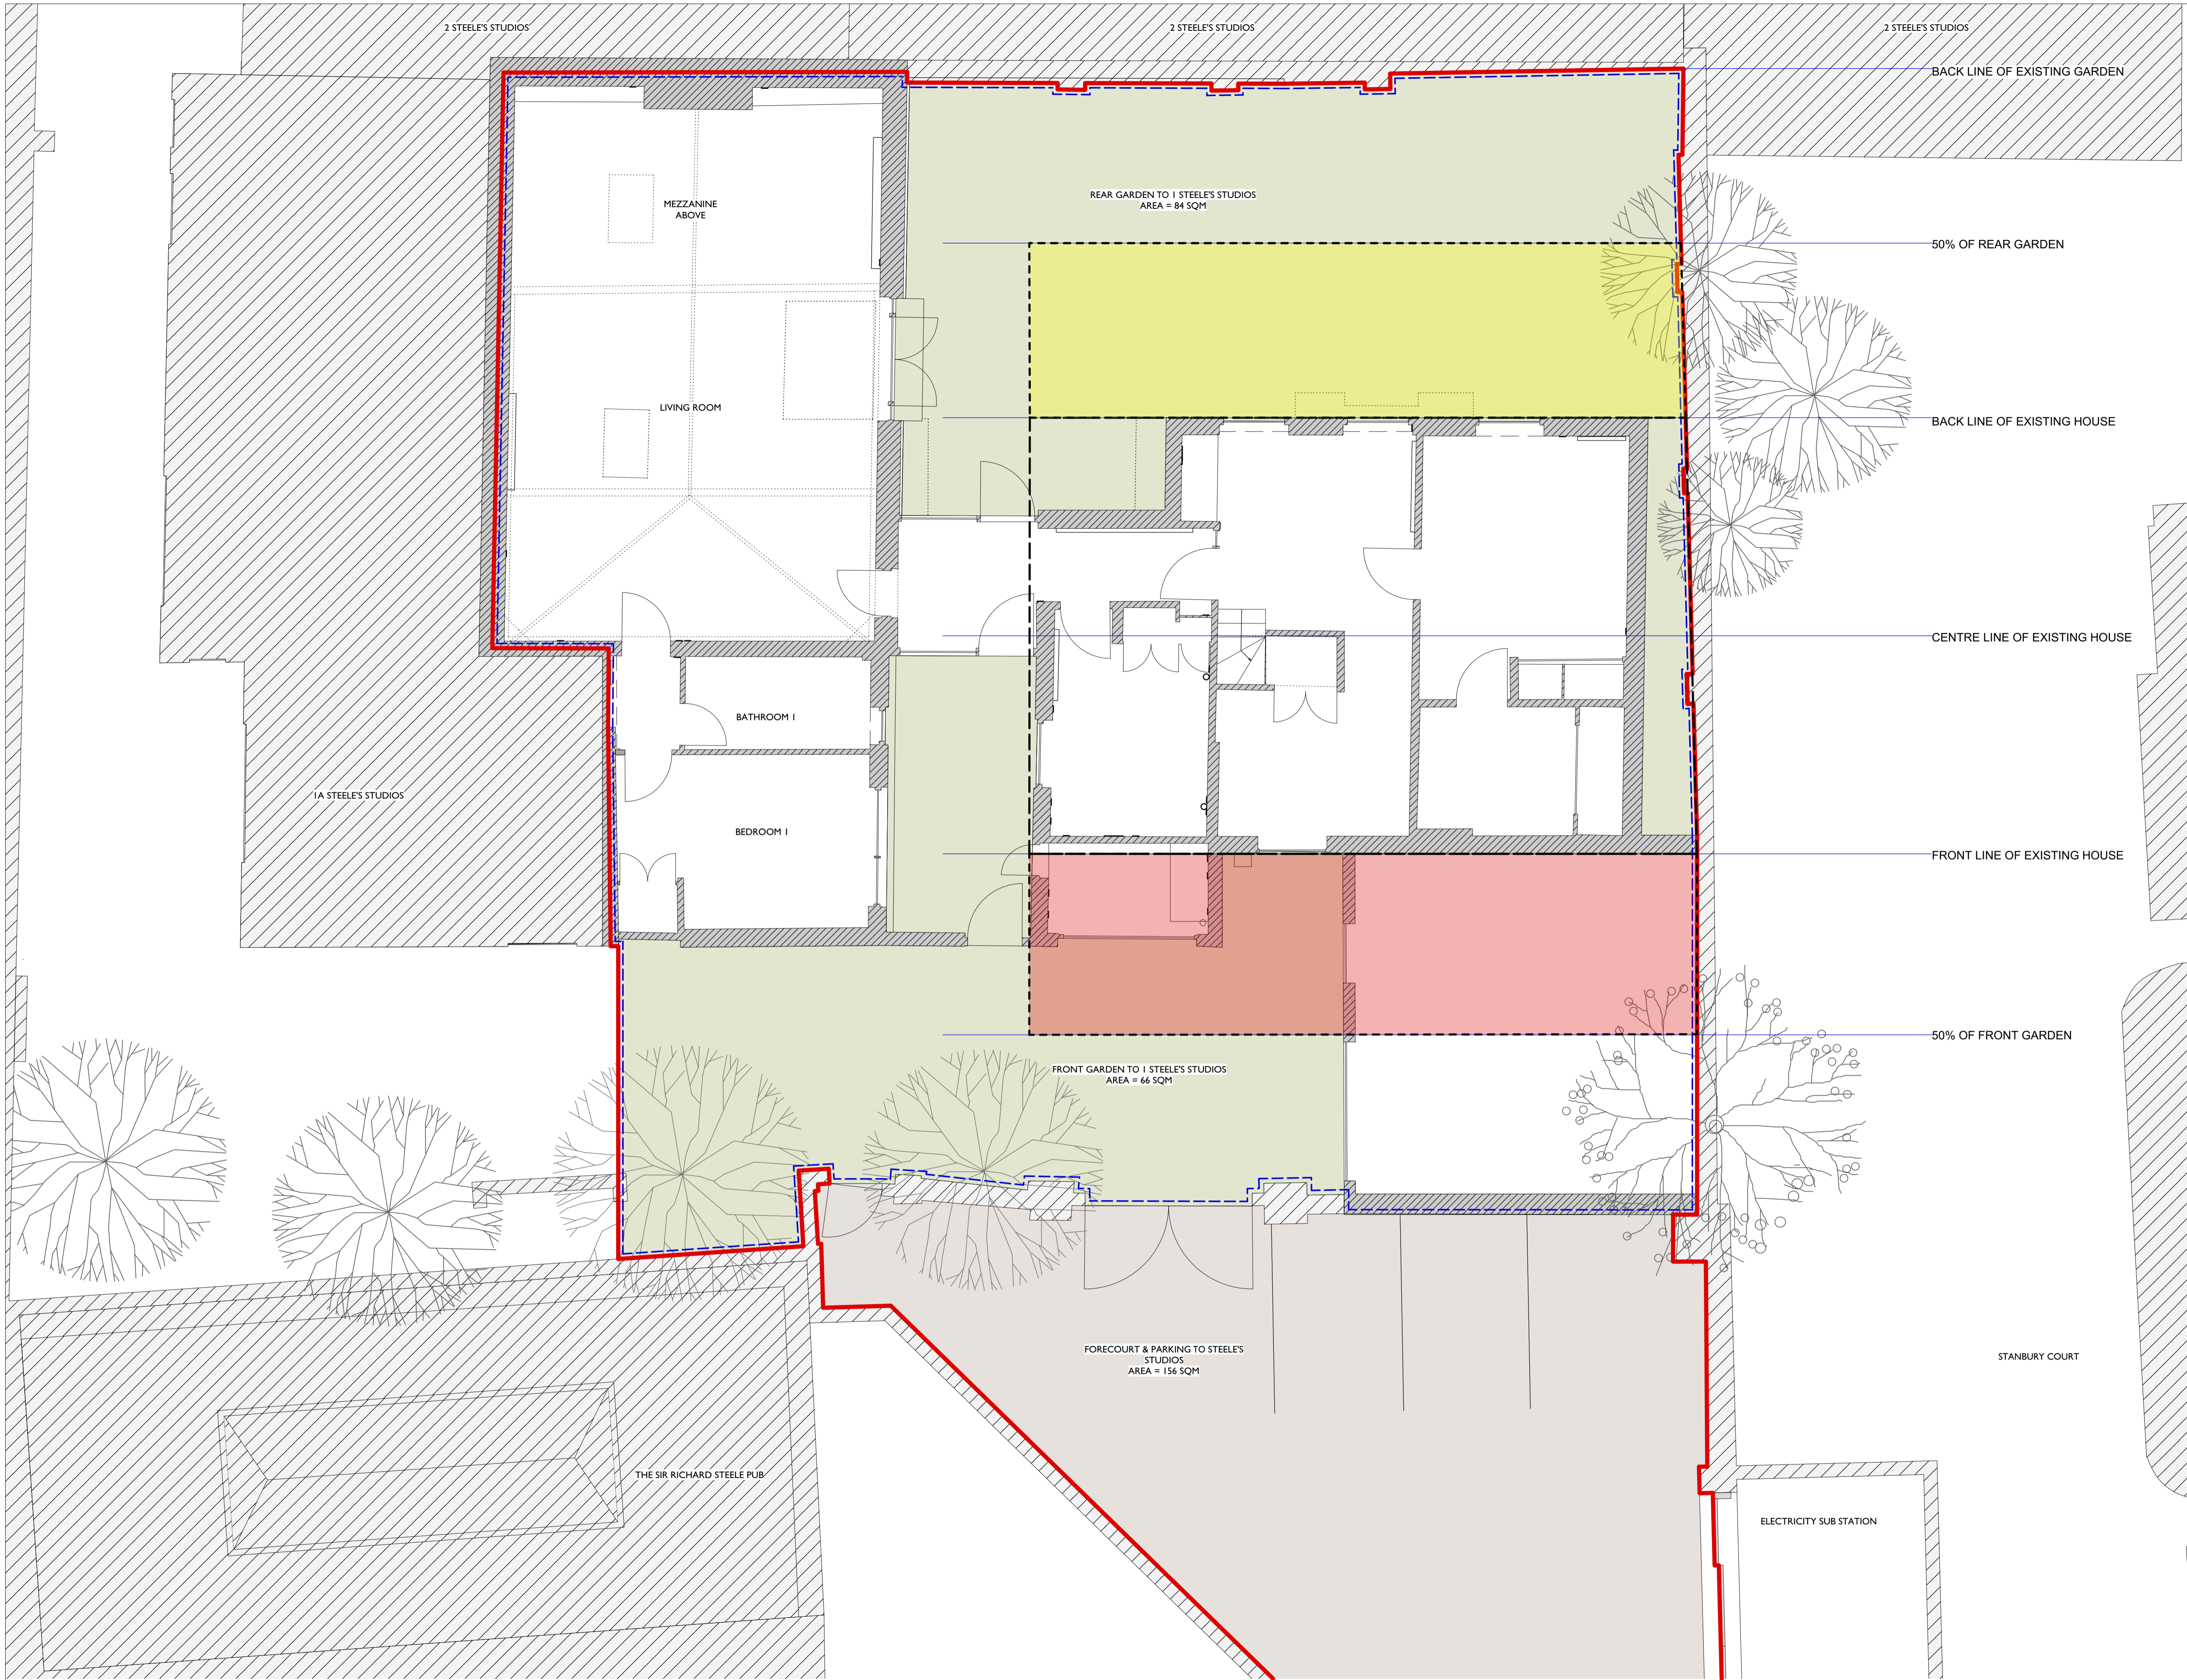 2 STEELE'S STUDIOS
2 STEELE'S STUDIOS
2 STEELE'S STUDIOS
BACK LINE OF EXISTING GARDEN
REAR GARDEN TO 1 STEELE'S STUDIOS
AREA = 84 SQM
MEZZANINE
ABOVE
50% OF REAR GARDEN
LIVING ROOM
BACK LINE OF EXISTING HOUSE
CENTRE LINE OF EXISTING HOUSE
BATHROOM 1
1A STEELE'S STUDIOS
BEDROOM 1
FRONT LINE OF EXISTING HOUSE
50% OF FRONT GARDEN
FRONT GARDEN TO 1 STEELE'S STUDIOS
AREA = 66 SQM
FORECOURT & PARKING TO STEELE'S
STUDIOS
AREA = 156 SQM
STANBURY COURT
THE SIR RICHARD STEELE PUB
ELECTRICITY SUB STATION